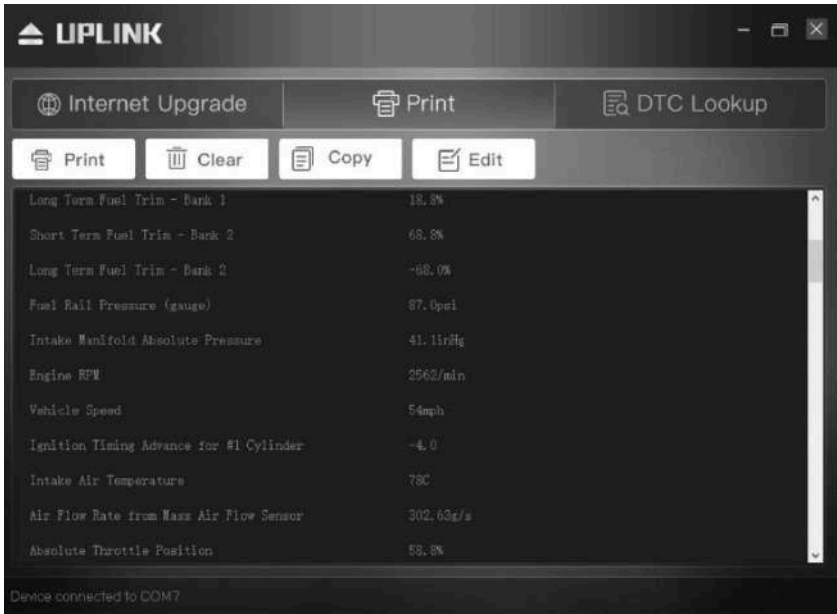 UPLINK
Internet Upgrade Print DTC Lookup
Print Clear Copy Edit
Long Term Fuel Trim - Bank 1 18.8%
Short Term Fuel Trim - Bank 2 68.8%
Long Term Fuel Trim - Bank 2 -68.0%
Fuel Rail Pressure (gauge) 87.0psi
Intake Manifold Absolute Pressure 41.1inHg
Engine RPM 2562/min
Vehicle Speed 54mph
Ignition Timing Advance for #1 Cylinder -4.0
Intake Air Temperature 78C
Air Flow Rate from Mass Air Flow Sensor 302.63g/s
Absolute Throttle Position 58.8%
Device connected to COM7